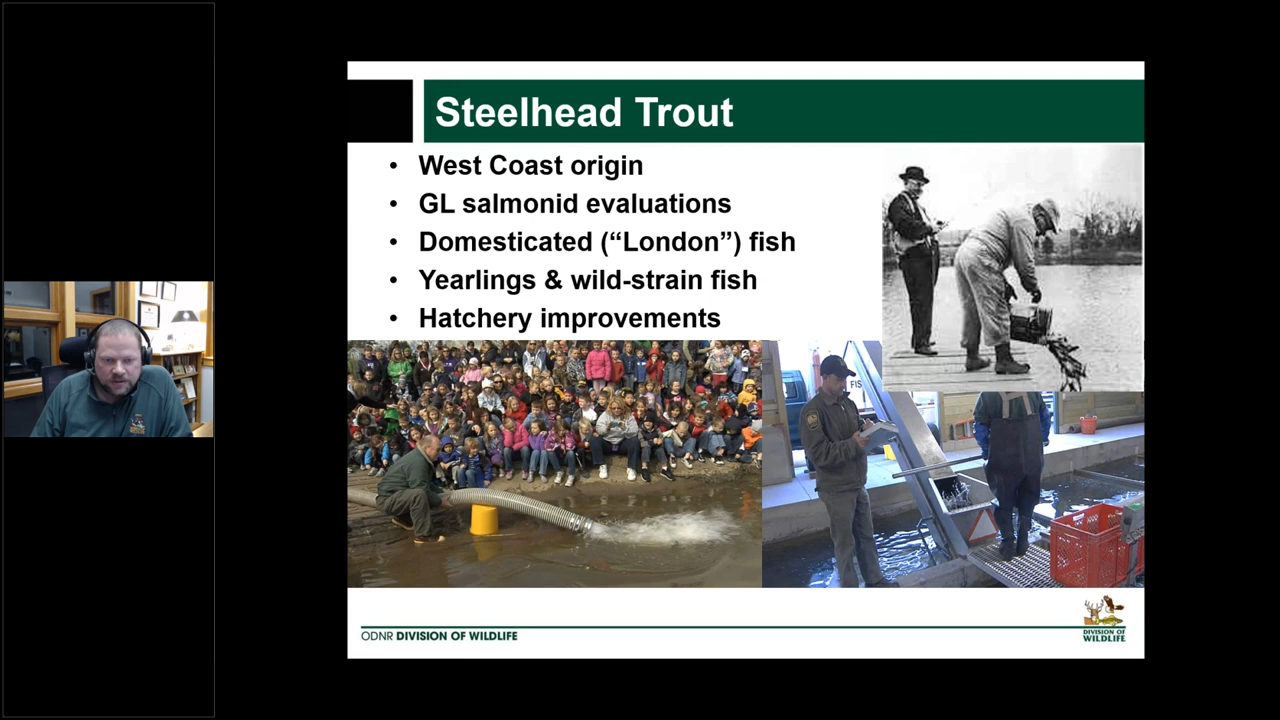 Steelhead Trout
• West Coast origin
• GL salmonid evaluations
• Domesticated (“London”) fish
• Yearlings & wild-strain fish
• Hatchery improvements
FIS
ODNR DIVISION OF WILDLIFE
DIVISION OF
WILDLIFE